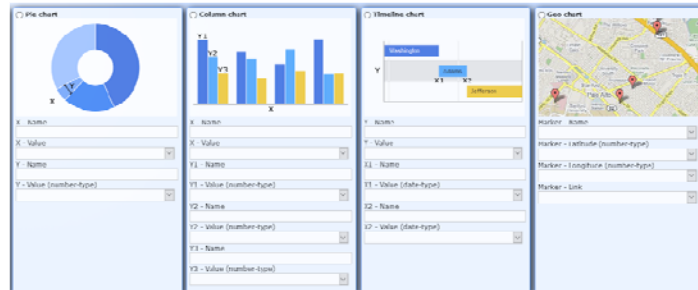 Pie chart
Y
X
X - Name
X - Value
Y - Name
Y - Value (number-type)
Column chart
Y1
Y2
Y3
X
X - Name
X - Value
Y1 - Name
Y1 - Value (number-type)
Y2 - Name
Y2 - Value (number-type)
Y3 - Name
Y3 - Value (number-type)
Timeline chart
Washington
Y
Adams
X1
X2
Jefferson
Y - Name
Y - Value
X1 - Name
X1 - Value (date-type)
X2 - Name
X2 - Value (date-type)
Geo chart
Palo Alto
Marker - Name
Marker - Latitude (number-type)
Marker - Longitude (number-type)
Marker - Link